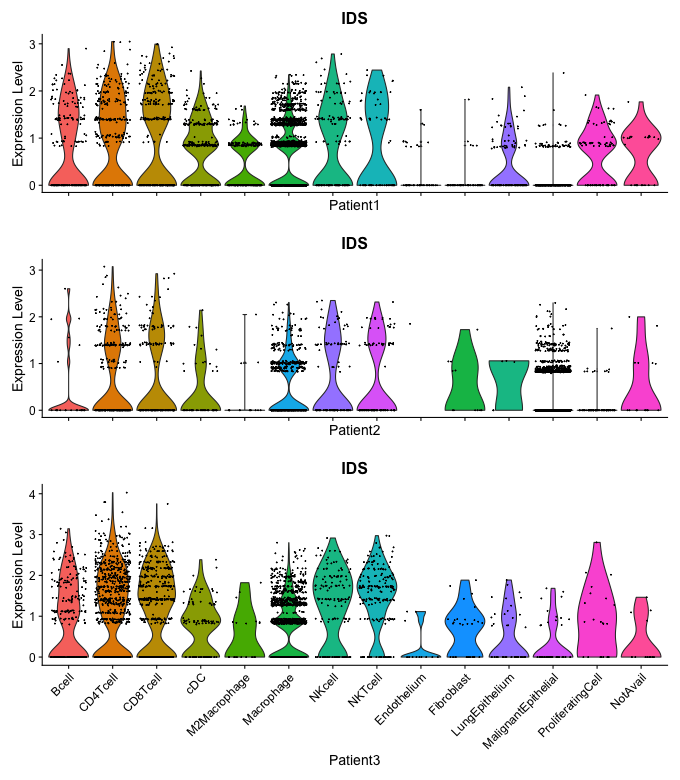 IDS
Expression Level
3
2
1
0
Patient1
IDS
Expression Level
3
2
1
0
Patient2
IDS
Expression Level
4
3
2
1
0
Bcell
CD4Tcell
CD8Tcell
cDC
M2Macrophage
Macrophage
NKcell
NKTcell
Endothelium
Fibroblast
LungEpithelium
MalignantEpithelial
ProliferatingCell
NotAvail
Patient3